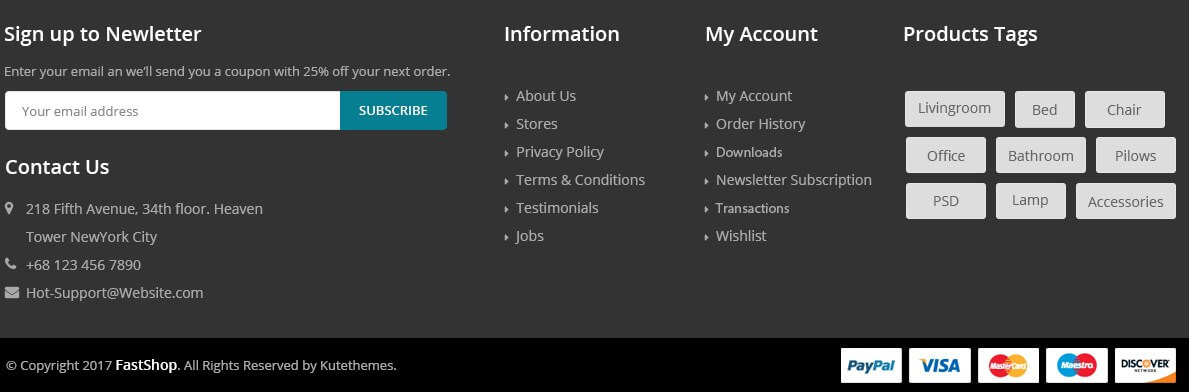 Sign up to Newletter
Enter your email an we’ll send you a coupon with 25% off your next order.
Your email address
SUBSCRIBE
Contact Us
218 Fifth Avenue, 34th floor. Heaven
Tower NewYork City
+68 123 456 7890
Hot-Support@Website.com
Information
About Us
Stores
Privacy Policy
Terms & Conditions
Testimonials
Jobs
My Account
My Account
Order History
Downloads
Newsletter Subscription
Transactions
Wishlist
Products Tags
Livingroom Bed Chair
Office Bathroom Pilows
PSD Lamp Accessories
© Copyright 2017 FastShop. All Rights Reserved by Kutethemes.
PayPal VISA MasterCard Maestro DISCOVER
NETWORK